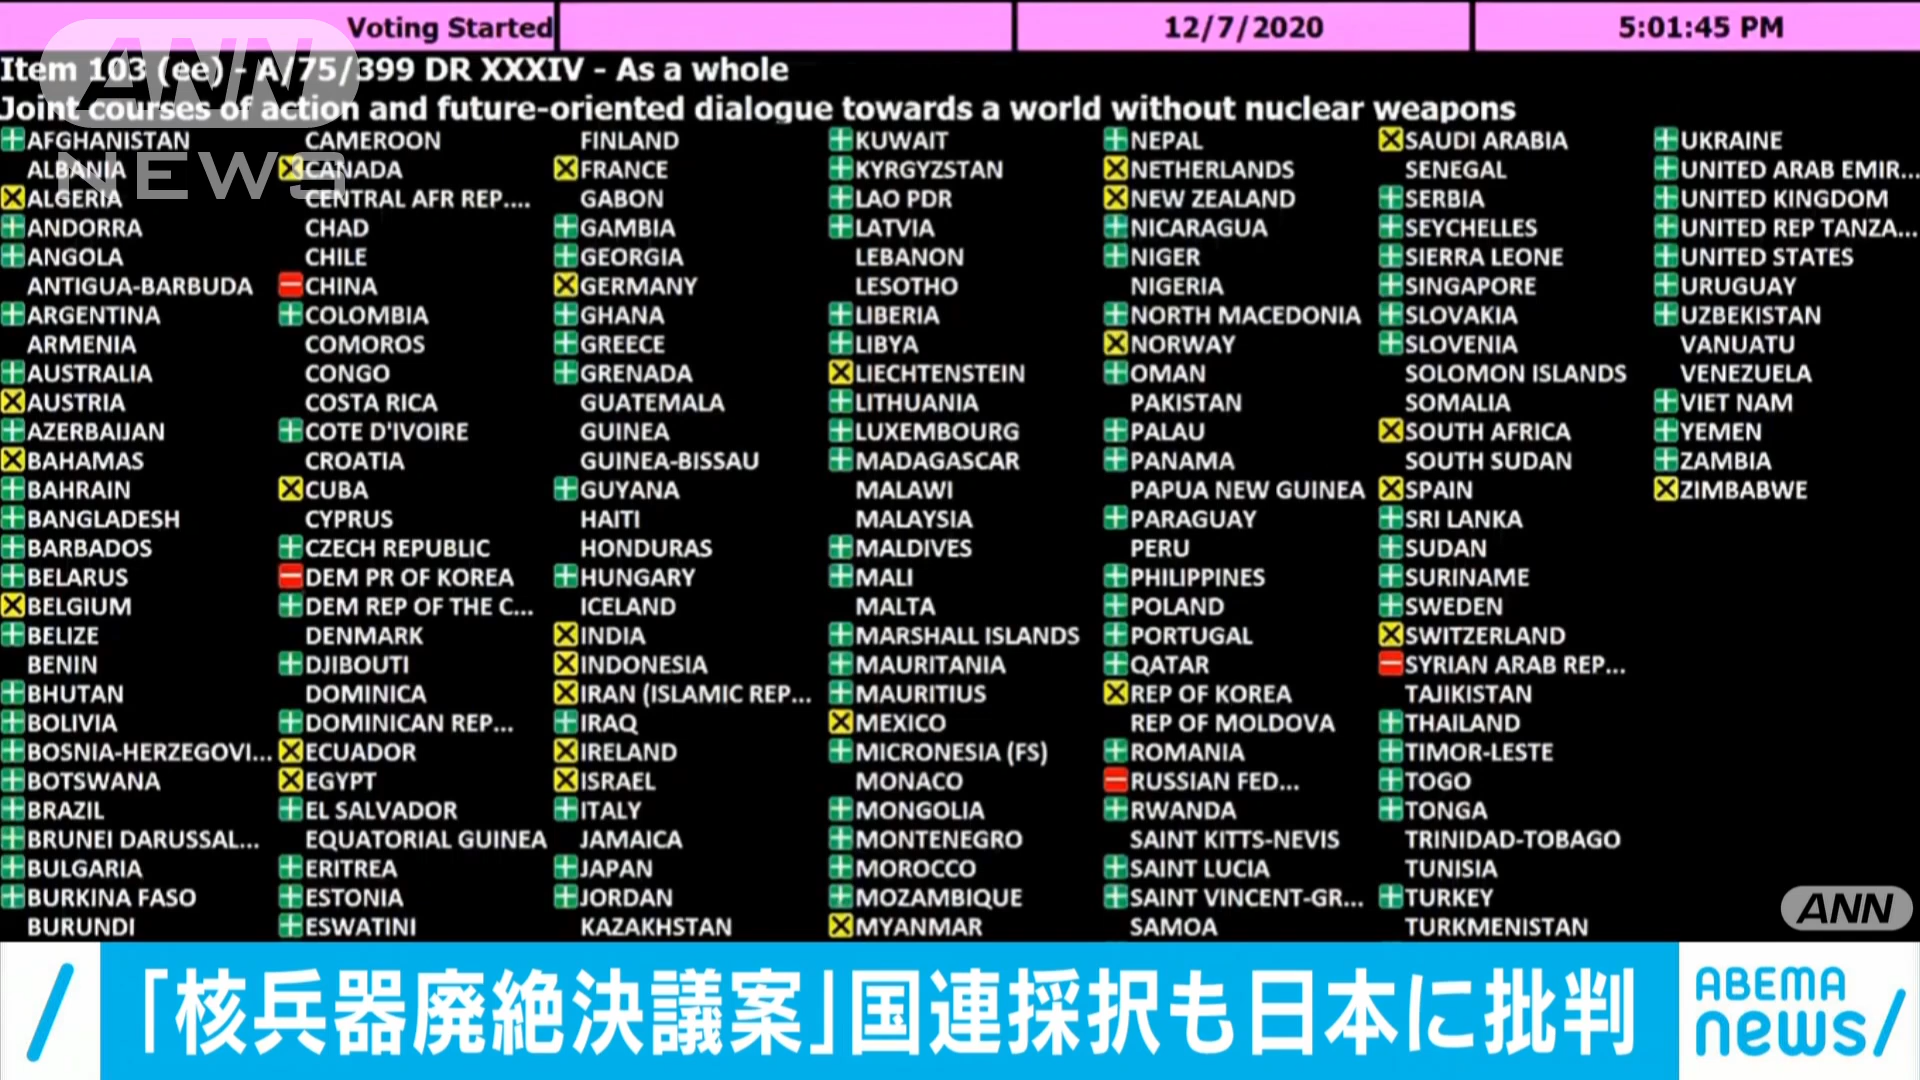 Voting Started 12/7/2020 5:01:45 PM
ANN NEWS
Item 103 (ee) - A/75/399 DR XXXIV - As a whole
Joint courses of action and future-oriented dialogue towards a world without nuclear weapons
AFGHANISTAN
ALBANIA
ALGERIA
ANDORRA
ANGOLA
ANTIGUA-BARBUDA
ARGENTINA
ARMENIA
AUSTRALIA
AUSTRIA
AZERBAIJAN
BAHAMAS
BAHRAIN
BANGLADESH
BARBADOS
BELARUS
BELGIUM
BELIZE
BENIN
BHUTAN
BOLIVIA
BOSNIA-HERZEGOVI...
BOTSWANA
BRAZIL
BRUNEI DARUSSAL...
BULGARIA
BURKINA FASO
BURUNDI
CAMEROON
CANADA
CENTRAL AFR REP....
CHAD
CHILE
CHINA
COLOMBIA
COMOROS
CONGO
COSTA RICA
COTE D'IVOIRE
CROATIA
CUBA
CYPRUS
CZECH REPUBLIC
DEM PR OF KOREA
DEM REP OF THE C...
DENMARK
DJIBOUTI
DOMINICA
DOMINICAN REP...
ECUADOR
EGYPT
EL SALVADOR
EQUATORIAL GUINEA
ERITREA
ESTONIA
ESWATINI
FINLAND
FRANCE
GABON
GAMBIA
GEORGIA
GERMANY
GHANA
GREECE
GRENADA
GUATEMALA
GUINEA
GUINEA-BISSAU
GUYANA
HAITI
HONDURAS
HUNGARY
ICELAND
INDIA
INDONESIA
IRAN (ISLAMIC REP...
IRAQ
IRELAND
ISRAEL
ITALY
JAMAICA
JAPAN
JORDAN
KAZAKHSTAN
KUWAIT
KYRGYZSTAN
LAO PDR
LATVIA
LEBANON
LESOTHO
LIBERIA
LIBYA
LIECHTENSTEIN
LITHUANIA
LUXEMBOURG
MADAGASCAR
MALAWI
MALAYSIA
MALDIVES
MALI
MALTA
MARSHALL ISLANDS
MAURITANIA
MAURITIUS
MEXICO
MICRONESIA (FS)
MONACO
MONGOLIA
MONTENEGRO
MOROCCO
MOZAMBIQUE
MYANMAR
NEPAL
NETHERLANDS
NEW ZEALAND
NICARAGUA
NIGER
NIGERIA
NORTH MACEDONIA
NORWAY
OMAN
PAKISTAN
PALAU
PANAMA
PAPUA NEW GUINEA
PARAGUAY
PERU
PHILIPPINES
POLAND
PORTUGAL
QATAR
REP OF KOREA
REP OF MOLDOVA
ROMANIA
RUSSIAN FED...
RWANDA
SAINT KITTS-NEVIS
SAINT LUCIA
SAINT VINCENT-GR...
SAMOA
SAUDI ARABIA
SENEGAL
SERBIA
SEYCHELLES
SIERRA LEONE
SINGAPORE
SLOVAKIA
SLOVENIA
SOLOMON ISLANDS
SOMALIA
SOUTH AFRICA
SOUTH SUDAN
SPAIN
SRI LANKA
SUDAN
SURINAME
SWEDEN
SWITZERLAND
SYRIAN ARAB REP...
TAJIKISTAN
THAILAND
TIMOR-LESTE
TOGO
TONGA
TRINIDAD-TOBAGO
TUNISIA
TURKEY
TURKMENISTAN
UKRAINE
UNITED ARAB EMIR...
UNITED KINGDOM
UNITED REP TANZA...
UNITED STATES
URUGUAY
UZBEKISTAN
VANUATU
VENEZUELA
VIET NAM
YEMEN
ZAMBIA
ZIMBABWE
ANN
「核兵器廃絶決議案」国連採択も日本に批判
ABEMA
news/